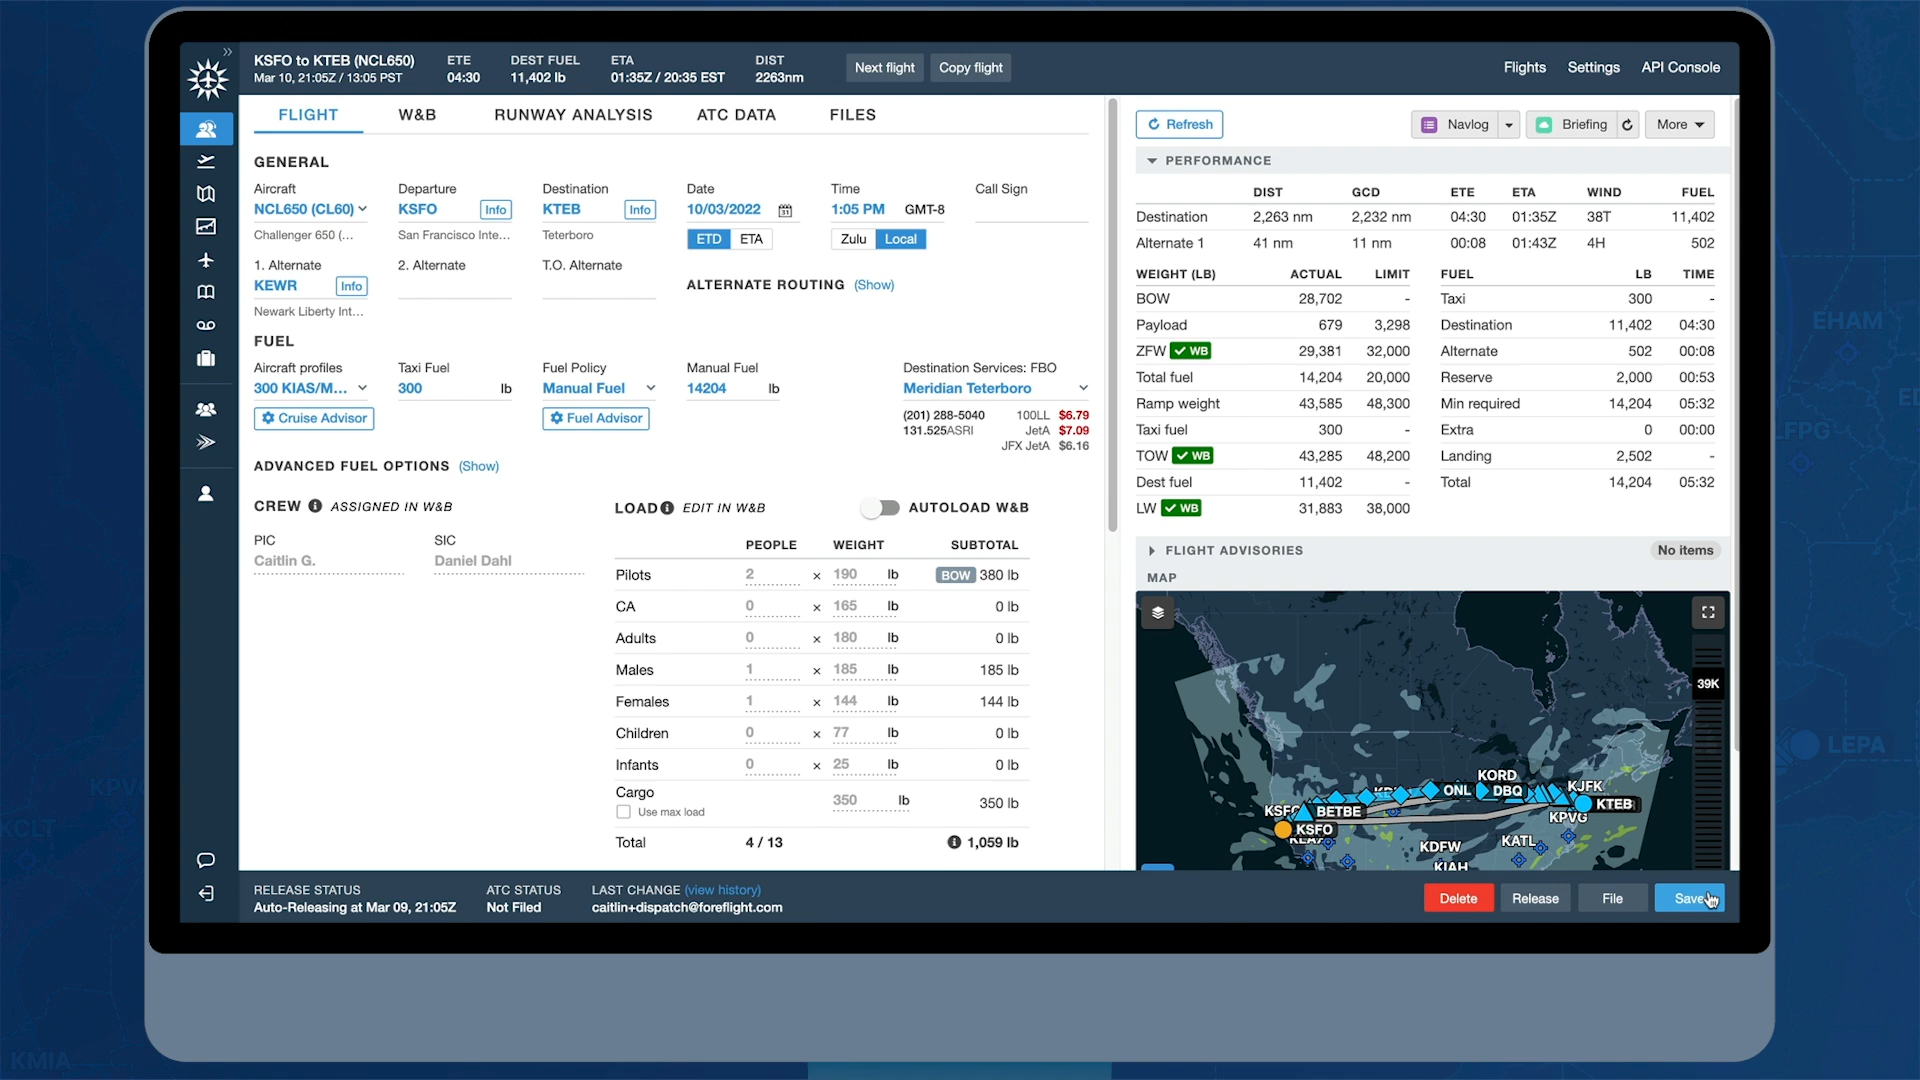 KSFO to KTEB (NCL650)
Mar 10, 21:05Z / 13:05 PST
ETE
04:30
DEST FUEL
11,402 lb
ETA
01:35Z / 20:35 EST
DIST
2263nm
Next flight
Copy flight
Flights
Settings
API Console
FLIGHT
W&B
RUNWAY ANALYSIS
ATC DATA
FILES
GENERAL
Aircraft
NCL650 (CL60)
Challenger 650 (...
Departure
KSFO Info
San Francisco Inte...
Destination
KTEB Info
Teterboro
Date
10/03/2022
ETD ETA
Time
1:05 PM GMT-8
Zulu Local
Call Sign
1. Alternate
KEWR Info
Newark Liberty Int...
2. Alternate
T.O. Alternate
ALTERNATE ROUTING (Show)
FUEL
Aircraft profiles
300 KIAS/M...
Cruise Advisor
Taxi Fuel
300 lb
Fuel Policy
Manual Fuel
Fuel Advisor
Manual Fuel
14204 lb
Destination Services: FBO
Meridian Teterboro
(201) 288-5040 100LL $6.79
131.525ASRI JetA $7.09
JFX JetA $6.16
ADVANCED FUEL OPTIONS (Show)
CREW ASSIGNED IN W&B
PIC
Caitlin G.
SIC
Daniel Dahl
LOAD EDIT IN W&B
AUTOLOAD W&B
PEOPLE WEIGHT SUBTOTAL
Pilots 2 × 190 lb BOW 380 lb
CA 0 × 165 lb 0 lb
Adults 0 × 180 lb 0 lb
Males 1 × 185 lb 185 lb
Females 1 × 144 lb 144 lb
Children 0 × 77 lb 0 lb
Infants 0 × 25 lb 0 lb
Cargo 350 lb 350 lb
Use max load
Total 4 / 13 1,059 lb
Refresh
Navlog
Briefing
More
PERFORMANCE
DIST GCD ETE ETA WIND FUEL
Destination 2,263 nm 2,232 nm 04:30 01:35Z 38T 11,402
Alternate 1 41 nm 11 nm 00:08 01:43Z 4H 502
WEIGHT (LB) ACTUAL LIMIT
BOW 28,702 -
Payload 679 3,298
ZFW WB 29,381 32,000
Total fuel 14,204 20,000
Ramp weight 43,585 48,300
Taxi fuel 300 -
TOW WB 43,285 48,200
Dest fuel 11,402 -
LW WB 31,883 38,000
FUEL LB TIME
Taxi 300 -
Destination 11,402 04:30
Alternate 502 00:08
Reserve 2,000 00:53
Min required 14,204 05:32
Extra 0 00:00
Landing 2,502 -
Total 14,204 05:32
FLIGHT ADVISORIES
No items
MAP
39K
KORD
ONL
DBQ
KJFK
KTEB
BETBE
KSFO
KPVG
KDFW
KATL
KIAH
RELEASE STATUS
Auto-Releasing at Mar 09, 21:05Z
ATC STATUS
Not Filed
LAST CHANGE (view history)
caitlin+dispatch@foreflight.com
Delete
Release
File
Save
EHAM
LFPG
LEPA
KCLT
KMIA